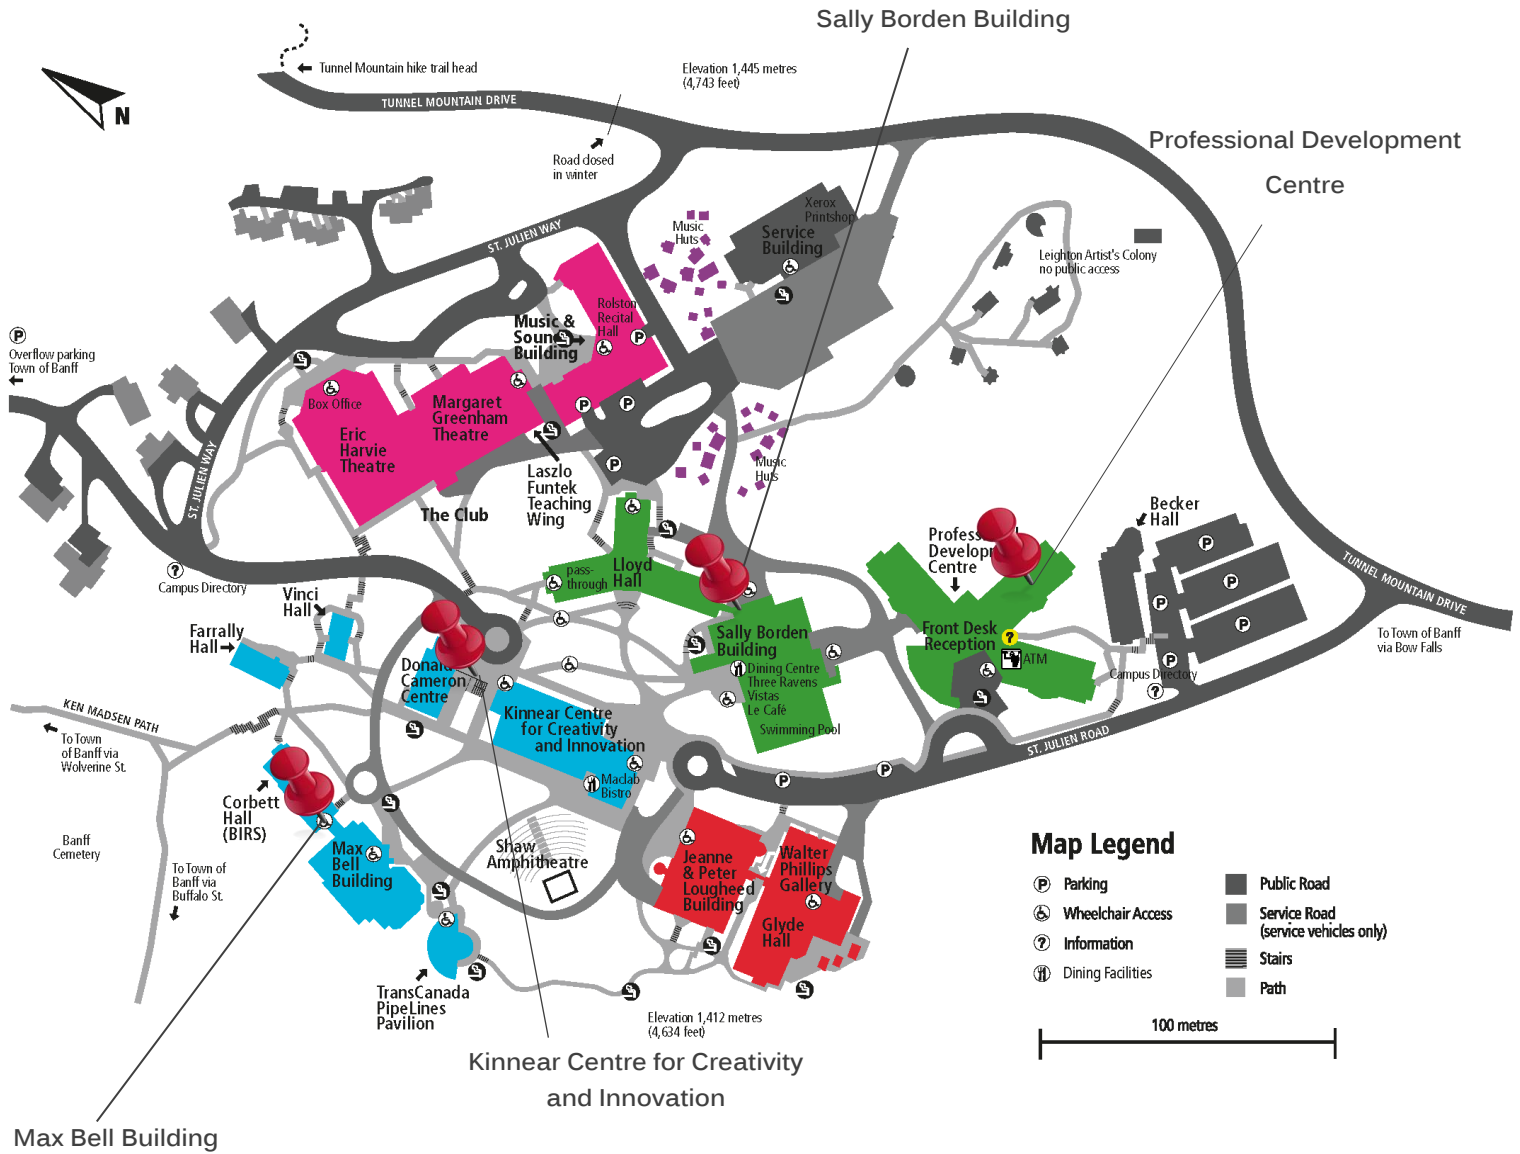 Sally Borden Building
Tunnel Mountain hike trail head
Elevation 1,445 metres
(4,743 feet)
TUNNEL MOUNTAIN DRIVE
N
Road closed
in winter
Professional Development
Centre
Xerox
Printshop
Service
Building
Music
Huts
ST. JULIEN WAY
Leighton Artist's Colony
no public access
Rolston
Recital
Hall
Music &
Soun
Building
P
Overflow parking
Town of Banff
Box Office
Margaret
Greenham
Theatre
Eric
Harvie
Theatre
ST. JULIEN WAY
Laszlo
Funtek
Teaching
Wing
The Club
Music
Huts
Becker
Hall
Profess
Developm
Centre
pass-
through
Lloyd
Hall
TUNNEL MOUNTAIN DRIVE
To Town of Banff
via Bow Falls
Campus Directory
Vinci
Hall
Farrally
Hall
Donald
Cameron
Centre
Sally Borden
Building
Dining Centre
Three Ravens
Vistas
Le Café
Swimming Pool
Front Desk
Reception
ATM
Campus Directory
KEN MADSEN PATH
To Town
of Banff via
Wolverine St.
Kinnear Centre
for Creativity
and Innovation
Maclab
Bistro
ST. JULIEN ROAD
Corbett
Hall
(BIRS)
Banff
Cemetery
To Town of
Banff via
Buffalo St.
Max
Bell
Building
Shaw
Amphitheatre
Jeanne
& Peter
Lougheed
Building
Walter
Phillips
Gallery
Glyde
Hall
TransCanada
PipeLines
Pavilion
Elevation 1,412 metres
(4,634 feet)
Map Legend
P Parking
Wheelchair Access
? Information
Dining Facilities
Public Road
Service Road
(service vehicles only)
Stairs
Path
100 metres
Kinnear Centre for Creativity
and Innovation
Max Bell Building